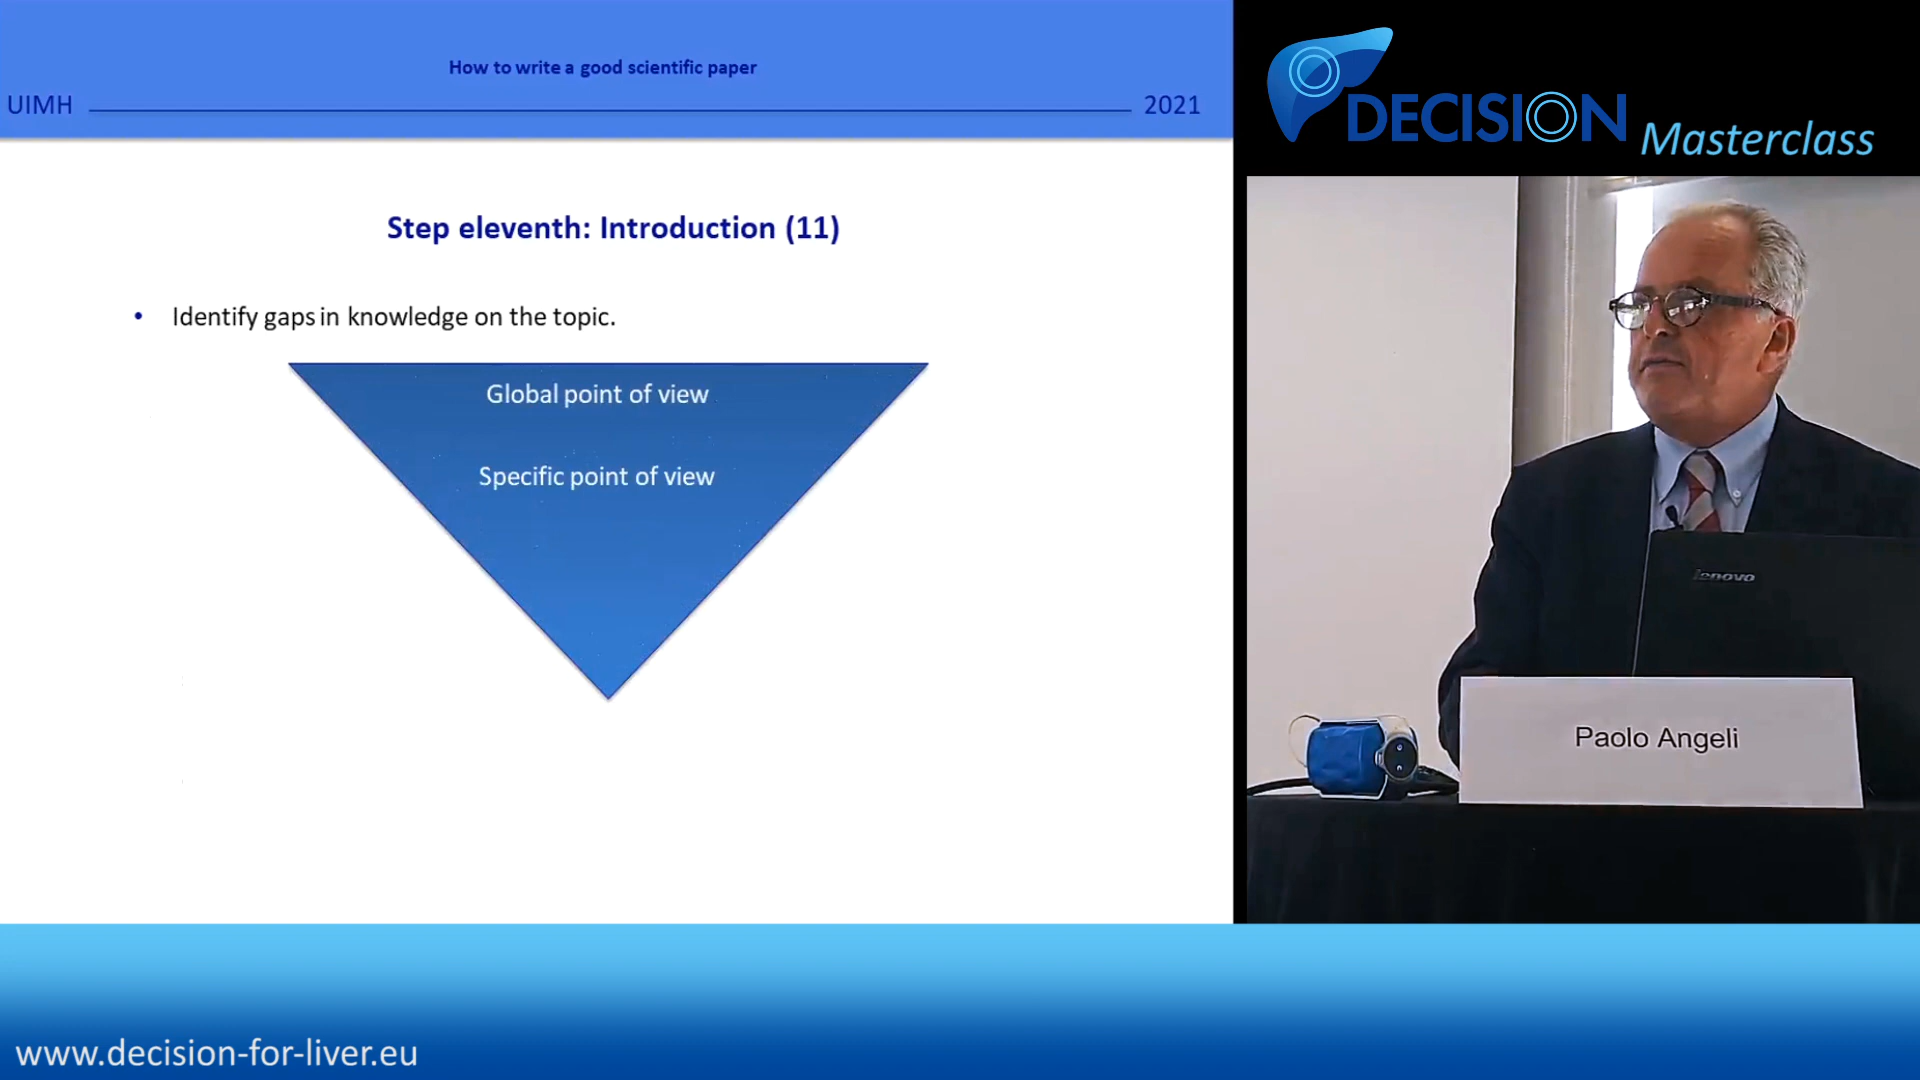 How to write a good scientific paper
UIMH
2021
Step eleventh: Introduction (11)
• Identify gaps in knowledge on the topic.
Global point of view
Specific point of view
DECISION
Masterclass
lenovo
Paolo Angeli
www.decision-for-liver.eu